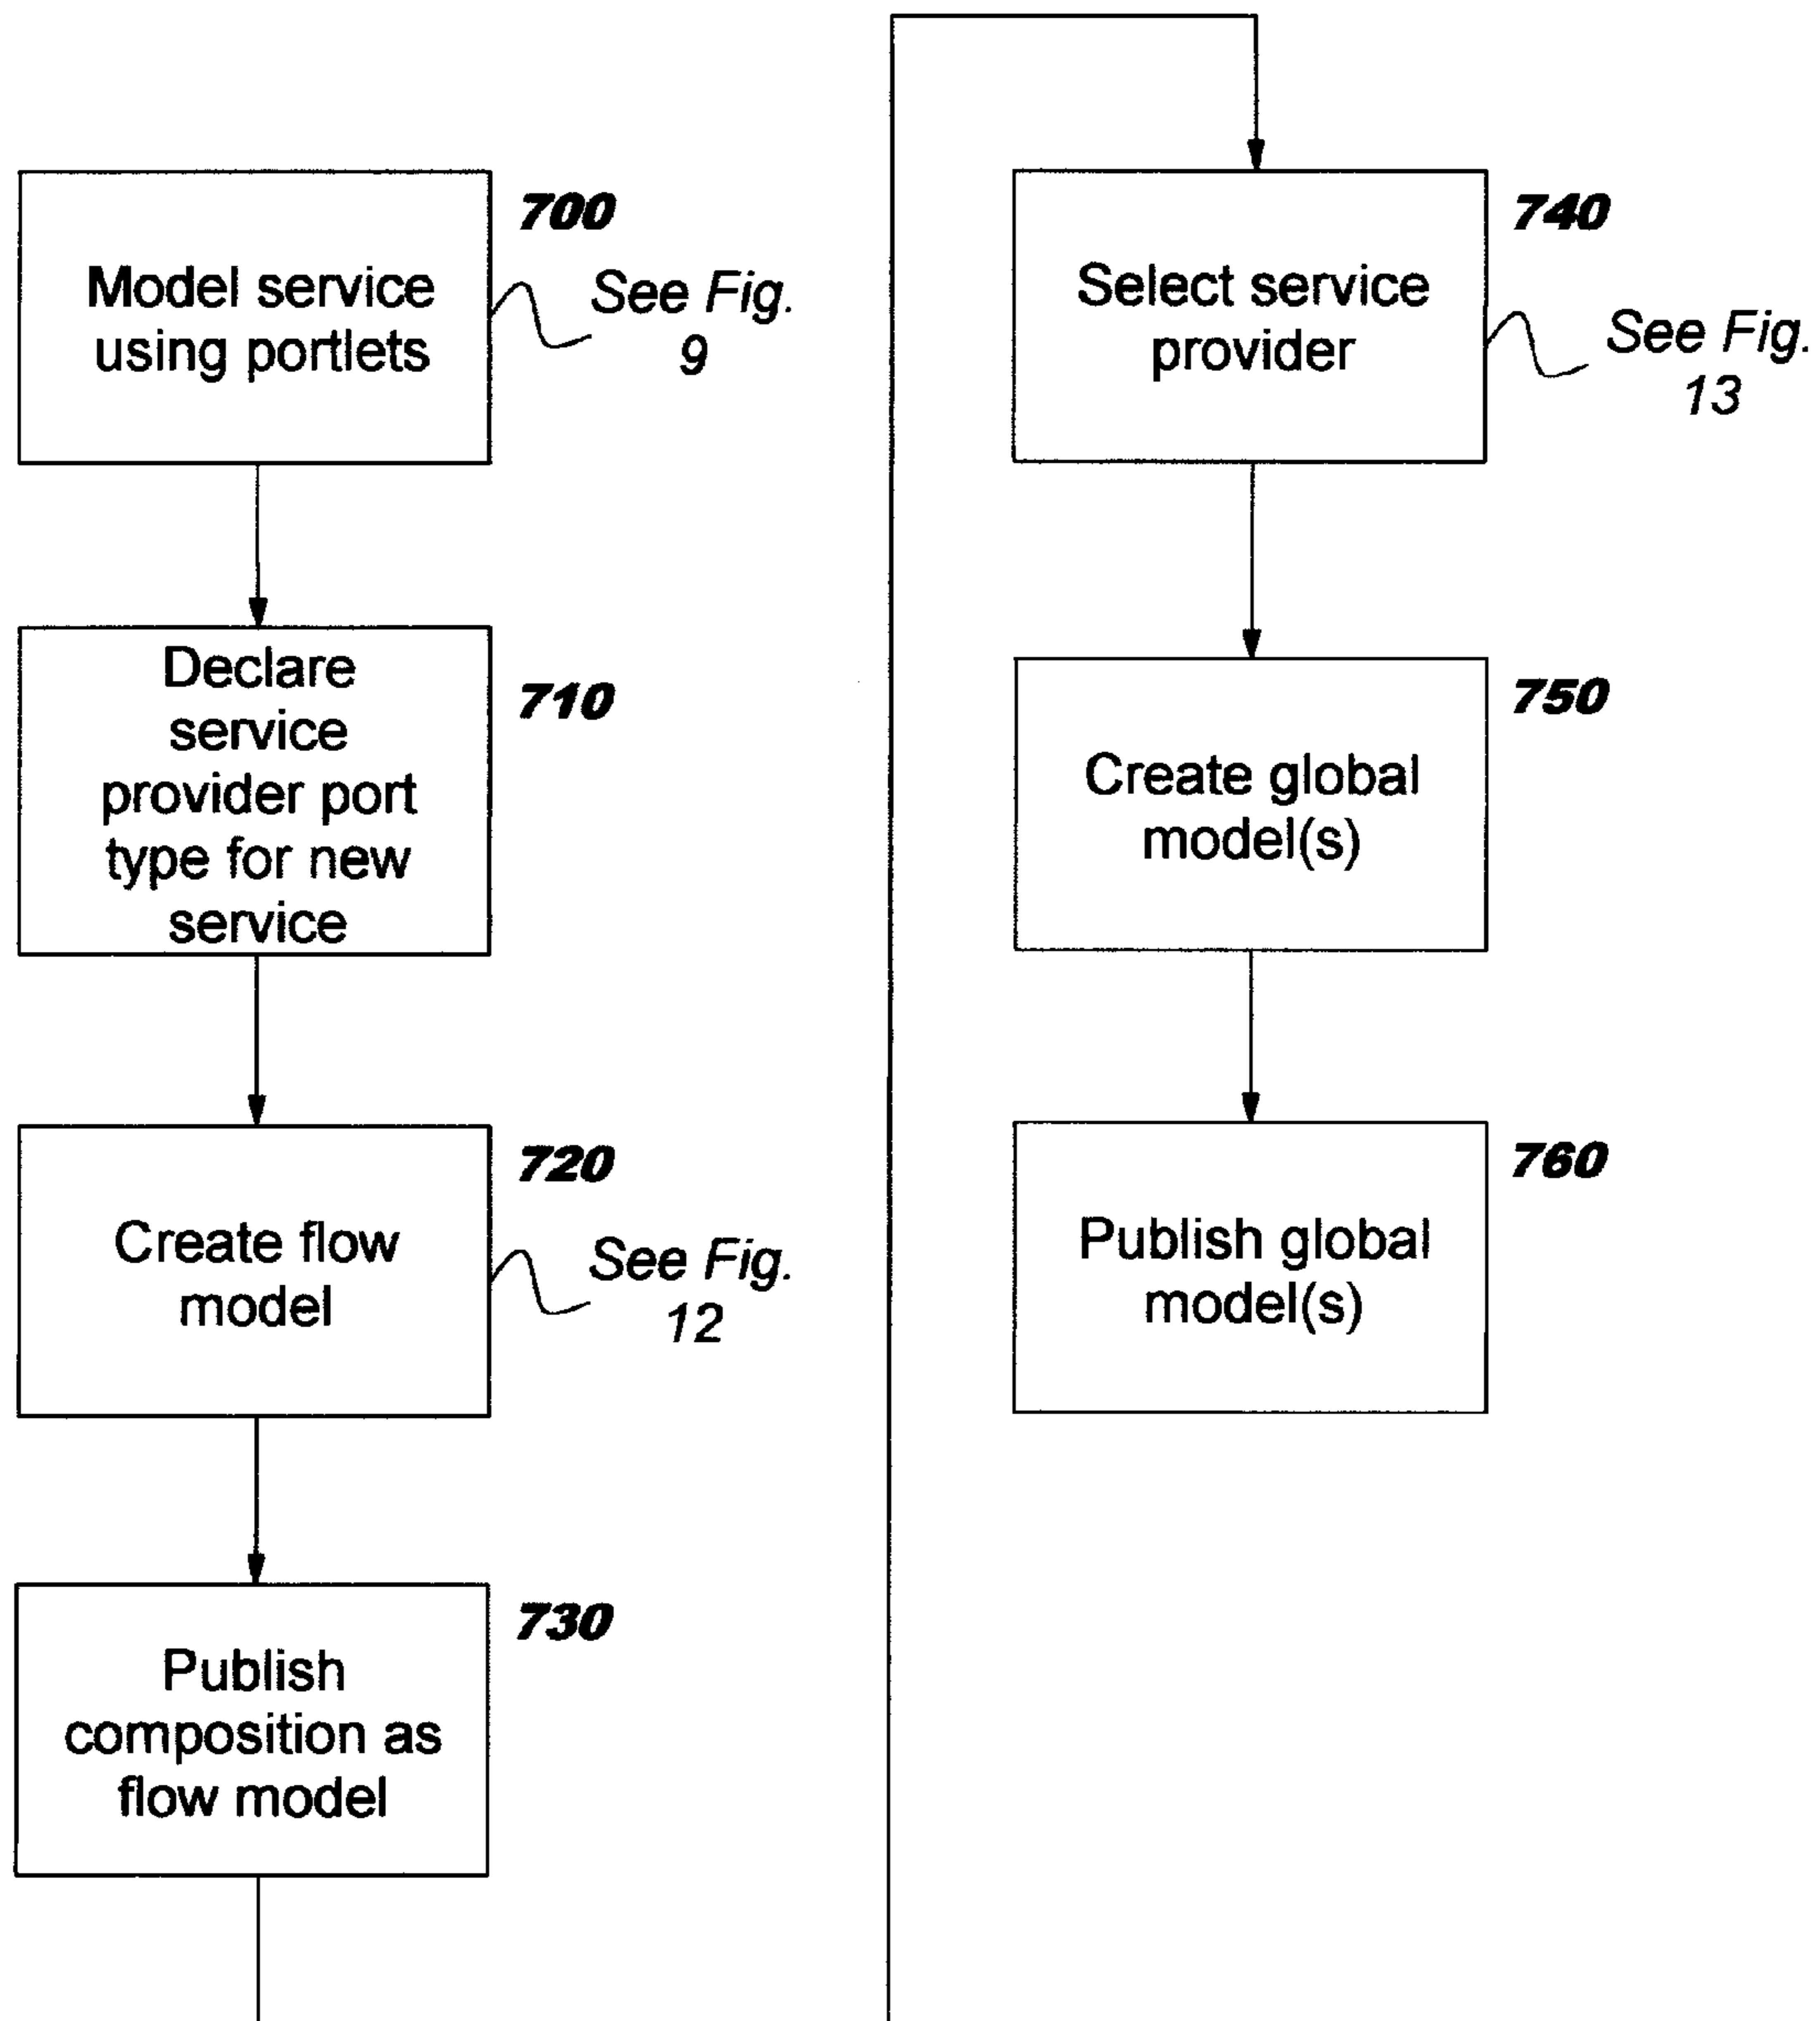 700
Model service
using portlets
See Fig.
9
Declare
service
provider port
type for new
service
710
720
Create flow
model
See Fig.
12
730
Publish
composition as
flow model
740
Select service
provider
See Fig.
13
750
Create global
model(s)
760
Publish global
model(s)